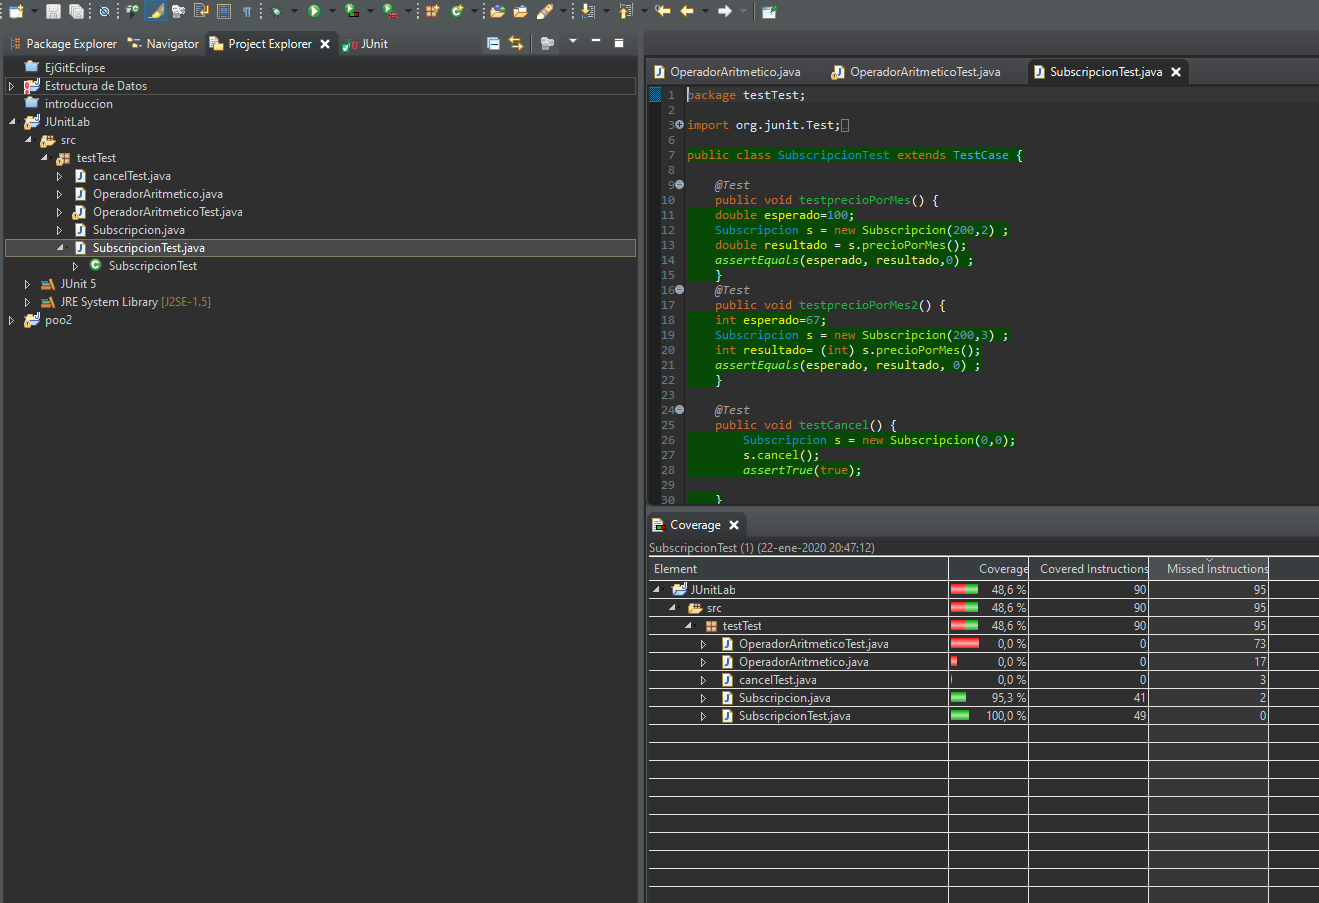 Package Explorer Navigator Project Explorer JUnit
EjGitEclipse
Estructura de Datos
introduccion
JUnitLab
src
testTest
cancelTest.java
OperadorAritmetico.java
OperadorAritmeticoTest.java
Subscripcion.java
SubscripcionTest.java
SubscripcionTest
JUnit 5
JRE System Library [J2SE-1.5]
poo2
OperadorAritmetico.java OperadorAritmeticoTest.java SubscripcionTest.java
1 package testTest;
2
3 import org.junit.Test;
6
7 public class SubscripcionTest extends TestCase {
8
9 @Test
10 public void testprecioPorMes() {
11 double esperado=100;
12 Subscripcion s = new Subscripcion(200,2) ;
13 double resultado = s.precioPorMes();
14 assertEquals(esperado, resultado,0) ;
15 }
16 @Test
17 public void testprecioPorMes2() {
18 int esperado=67;
19 Subscripcion s = new Subscripcion(200,3) ;
20 int resultado= (int) s.precioPorMes();
21 assertEquals(esperado, resultado, 0) ;
22 }
23
24 @Test
25 public void testCancel() {
26 Subscripcion s = new Subscripcion(0,0);
27 s.cancel();
28 assertTrue(true);
29
30 }
Coverage
SubscripcionTest (1) (22-ene-2020 20:47:12)
Element Coverage Covered Instructions Missed Instructions
JUnitLab 48,6 % 90 95
src 48,6 % 90 95
testTest 48,6 % 90 95
OperadorAritmeticoTest.java 0,0 % 0 73
OperadorAritmetico.java 0,0 % 0 17
cancelTest.java 0,0 % 0 3
Subscripcion.java 95,3 % 41 2
SubscripcionTest.java 100,0 % 49 0